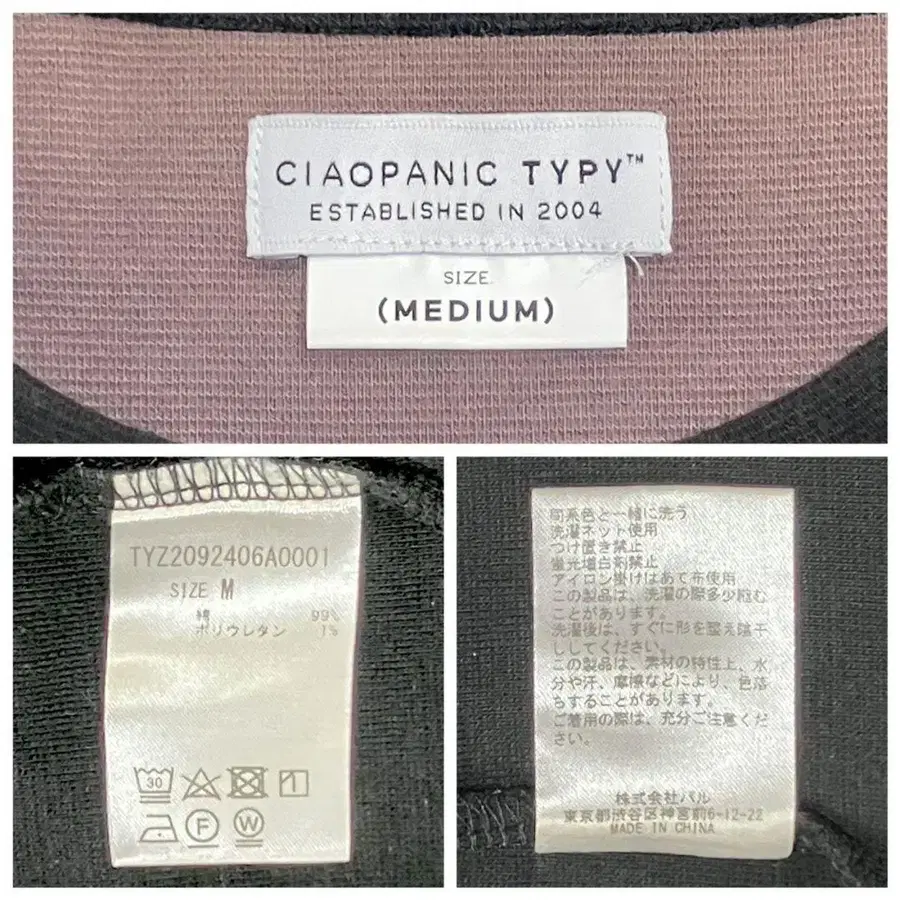 CIAOPANIC TYPY™
ESTABLISHED IN 2004
SIZE
(MEDIUM)
TYZ2092406A0001
SIZE M
綿 99%
ポリウレタン 1%
30
F
W
同系色と一緒に洗う
洗濯ネット使用
つけ置き禁止
蛍光増白剤禁止
アイロン掛けはあて布使用
この製品は、洗濯の際多少縮む
ことがあります。
洗濯後は、すぐに形を整え陰干
ししてください。
この製品は、素材の特性上、水
分や汗、摩擦などにより、色落
ちすることがあります。
ご着用の際は、充分ご注意くだ
さい。
株式会社パル
東京都渋谷区神宮前6-12-22
MADE IN CHINA